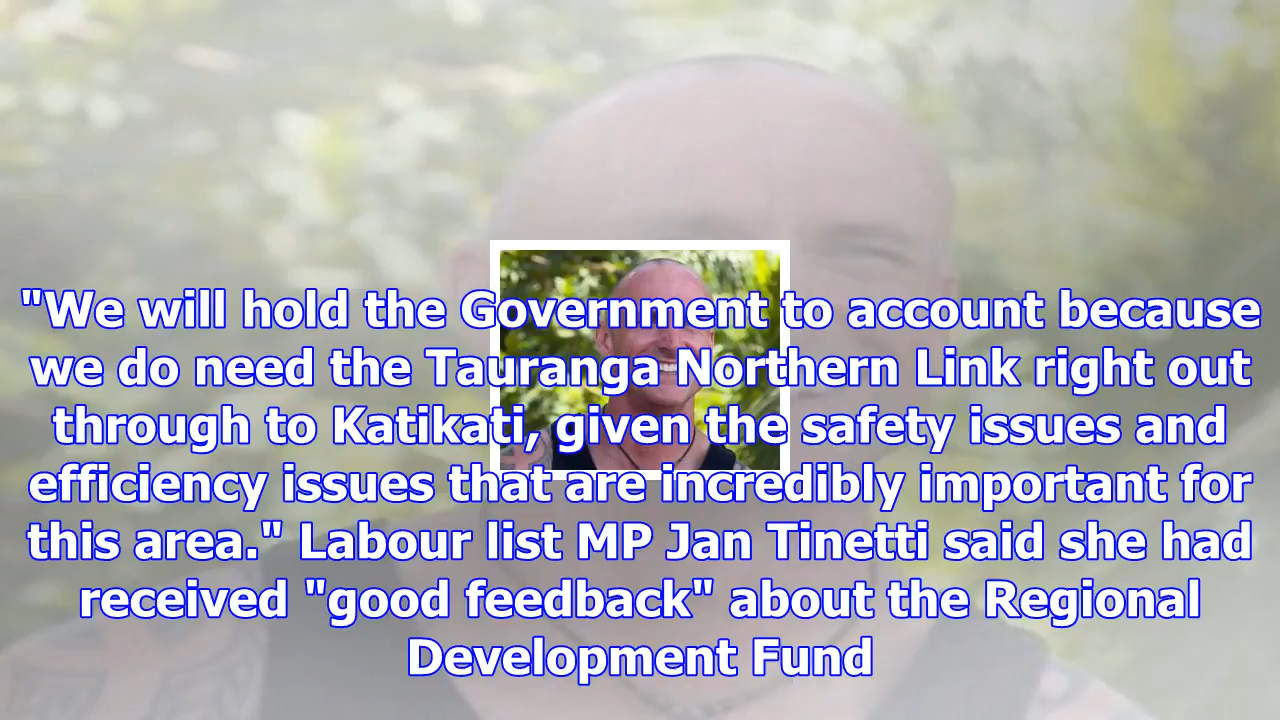 "We will hold the Government to account because
we do need the Tauranga Northern Link right out
through to Katikati, given the safety issues and
efficiency issues that are incredibly important for
this area." Labour list MP Jan Tinetti said she had
received "good feedback" about the Regional
Development Fund